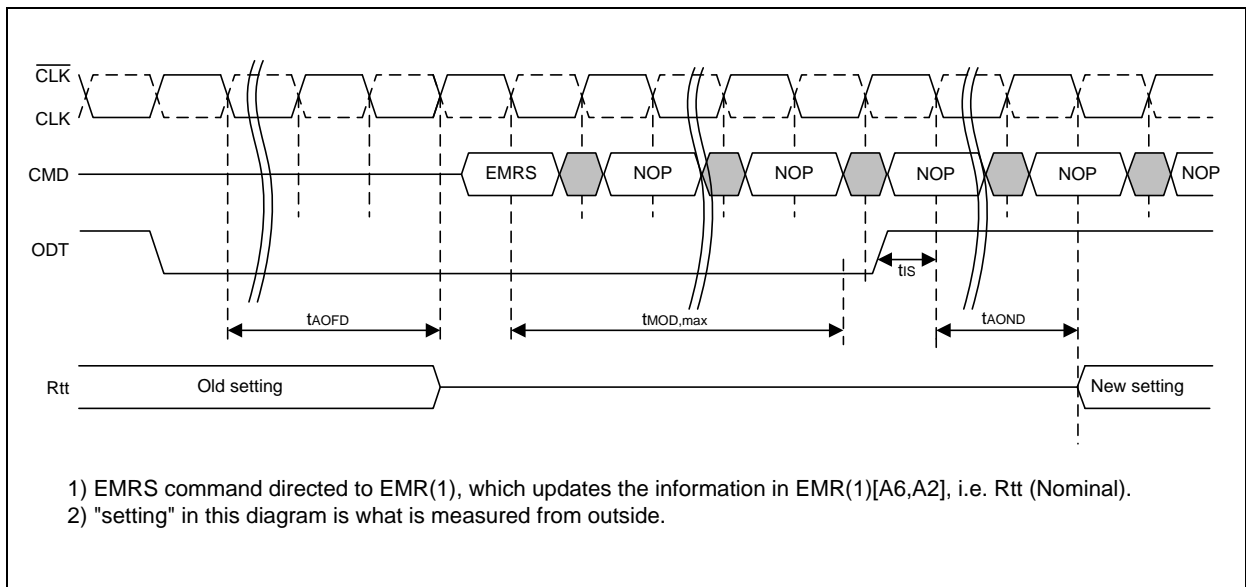 CLK
CLK
CMD EMRS NOP NOP NOP NOP NOP
ODT
tIS
tAOFD tMOD,max tAOND
Rtt Old setting New setting
1) EMRS command directed to EMR(1), which updates the information in EMR(1)[A6,A2], i.e. Rtt (Nominal).
2) "setting" in this diagram is what is measured from outside.